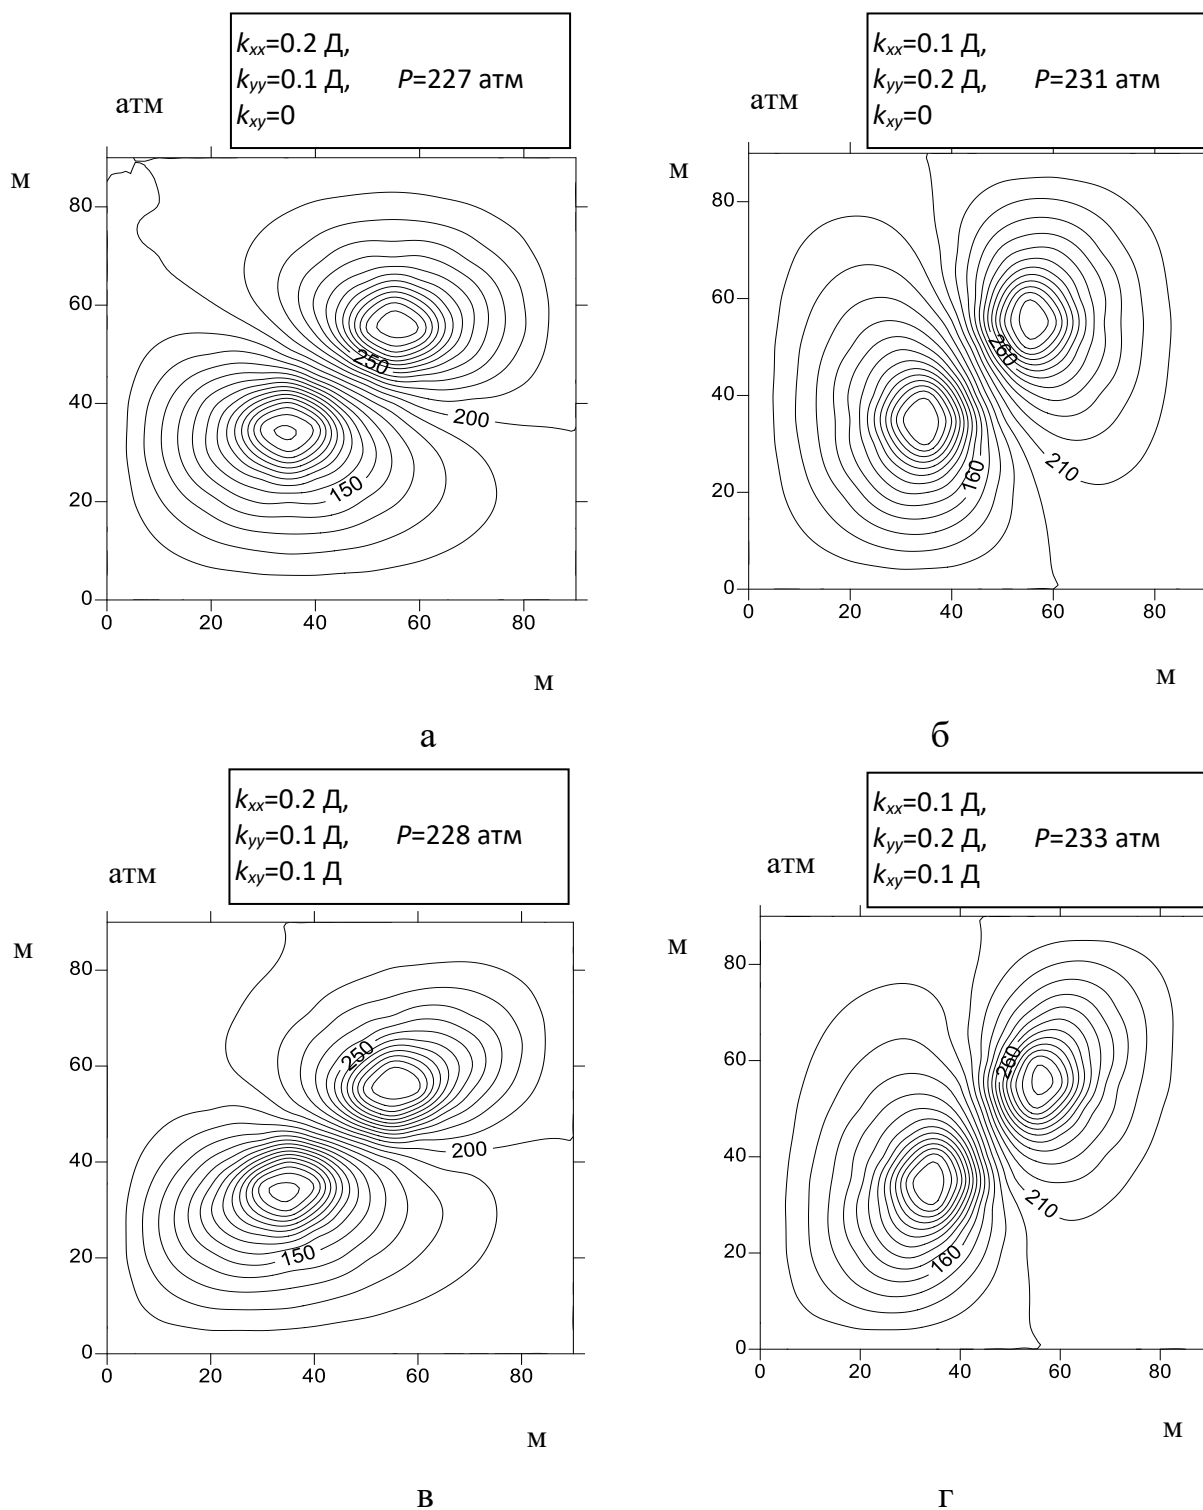 kxx=0.2 Д,
kyy=0.1 Д, P=227 атм
kxy=0
атм
м
80
60
40
20
0
0 20 40 60 80
250
200
150
м
а
kxx=0.1 Д,
kyy=0.2 Д, P=231 атм
kxy=0
м
80
60
40
20
0
0 20 40 60 80
260
210
160
м
б
kxx=0.2 Д,
kyy=0.1 Д, P=228 атм
kxy=0.1 Д
атм
м
80
60
40
20
0
0 20 40 60 80
250
200
150
м
в
kxx=0.1 Д,
kyy=0.2 Д, P=233 атм
kxy=0.1 Д
атм
м
80
60
40
20
0
0 20 40 60 80
260
210
160
м
г